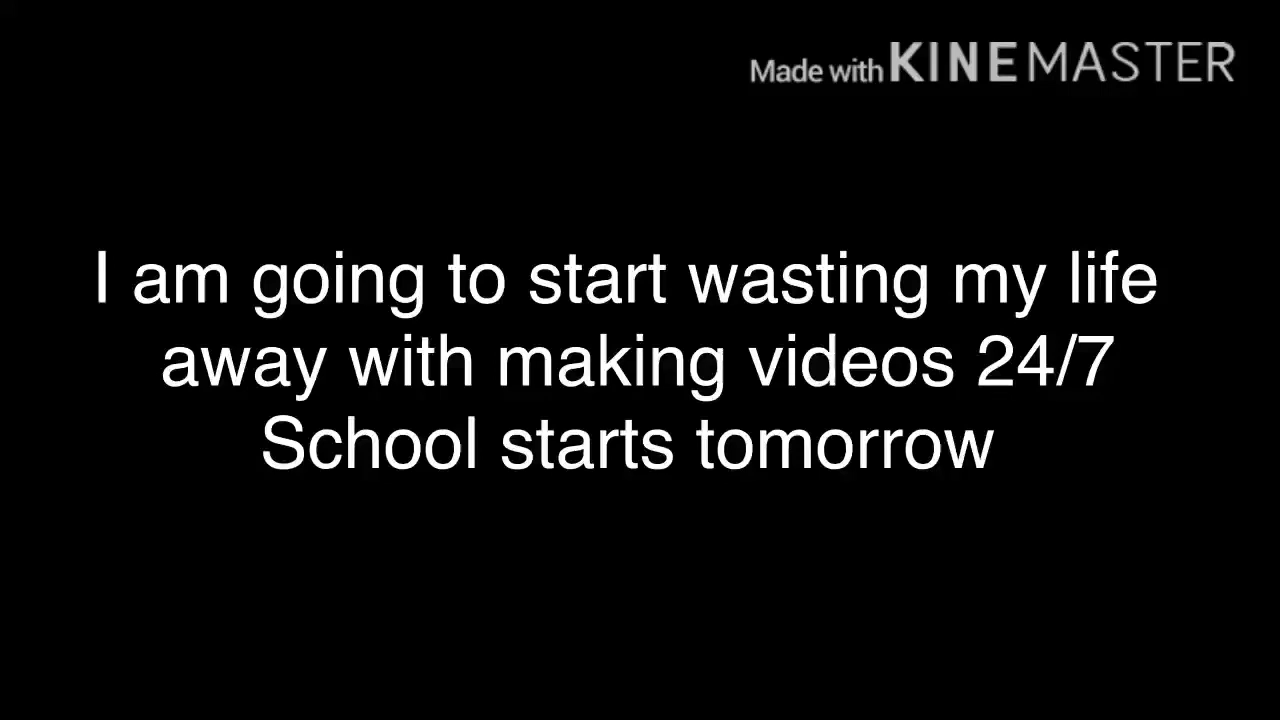 Made with KINEMASTER
I am going to start wasting my life
away with making videos 24/7
School starts tomorrow